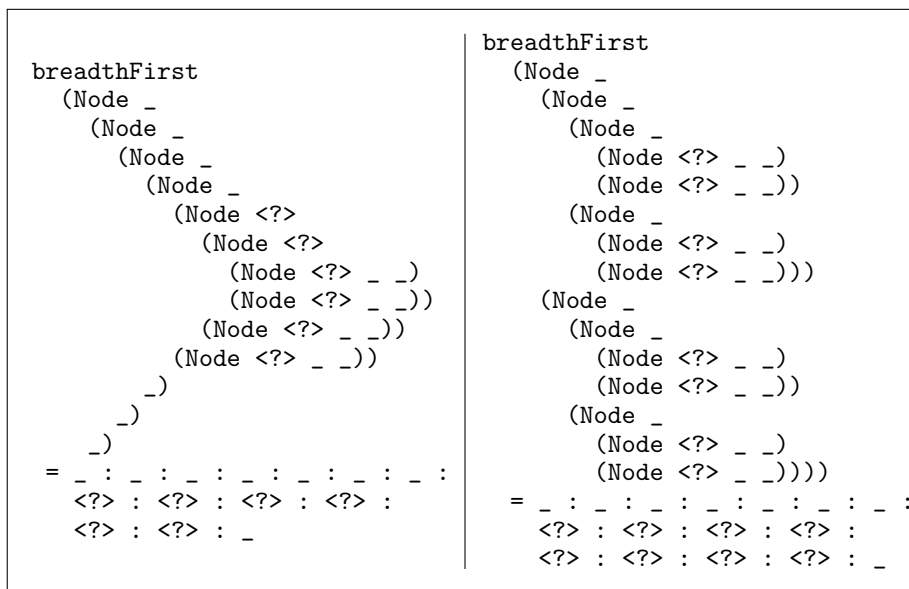 breadthFirst
  (Node _
    (Node _
      (Node _
        (Node _
          (Node <?>
            (Node <?>
              (Node <?> _ _)
              (Node <?> _ _))
            (Node <?> _ _))
          (Node <?> _ _))
        _)
      _)
    _)
 = _ : _ : _ : _ : _ : _ : _ :
   <?> : <?> : <?> : <?> :
   <?> : <?> : _
breadthFirst
  (Node _
    (Node _
      (Node _
        (Node <?> _ _)
        (Node <?> _ _))
      (Node _
        (Node <?> _ _)
        (Node <?> _ _)))
    (Node _
      (Node _
        (Node <?> _ _)
        (Node <?> _ _))
      (Node _
        (Node <?> _ _)
        (Node <?> _ _))))
  = _ : _ : _ : _ : _ : _ : _ :
    <?> : <?> : <?> : <?> :
    <?> : <?> : <?> : <?> : _